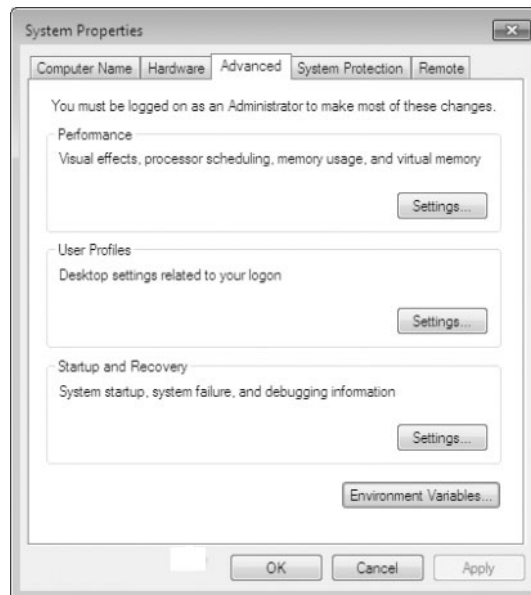 System Properties
Computer Name Hardware Advanced System Protection Remote
You must be logged on as an Administrator to make most of these changes.
Performance
Visual effects, processor scheduling, memory usage, and virtual memory
Settings...
User Profiles
Desktop settings related to your logon
Settings...
Startup and Recovery
System startup, system failure, and debugging information
Settings...
Environment Variables...
OK Cancel Apply